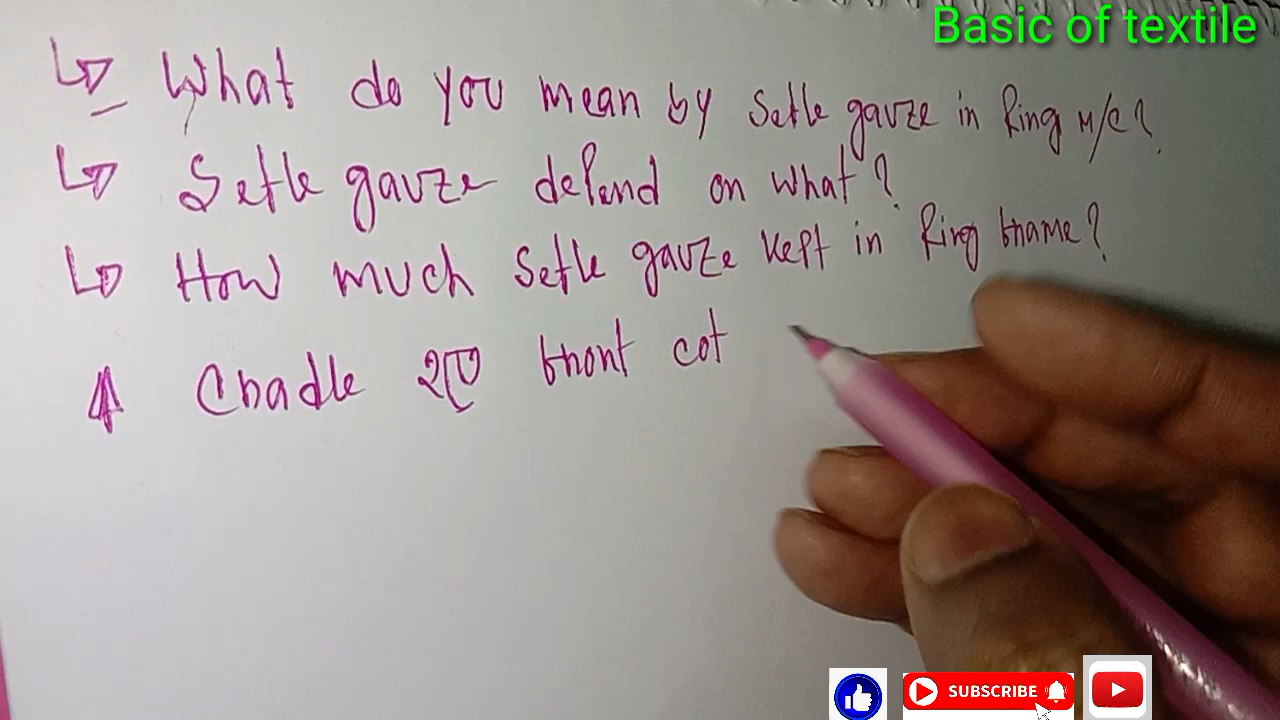 Basic of textile
What do you mean by Setle gauze in Ring M/C?
Setle gauze depend on what?
How much Setle gauze kept in Ring frame?
Cradle হতে front cot
SUBSCRIBE